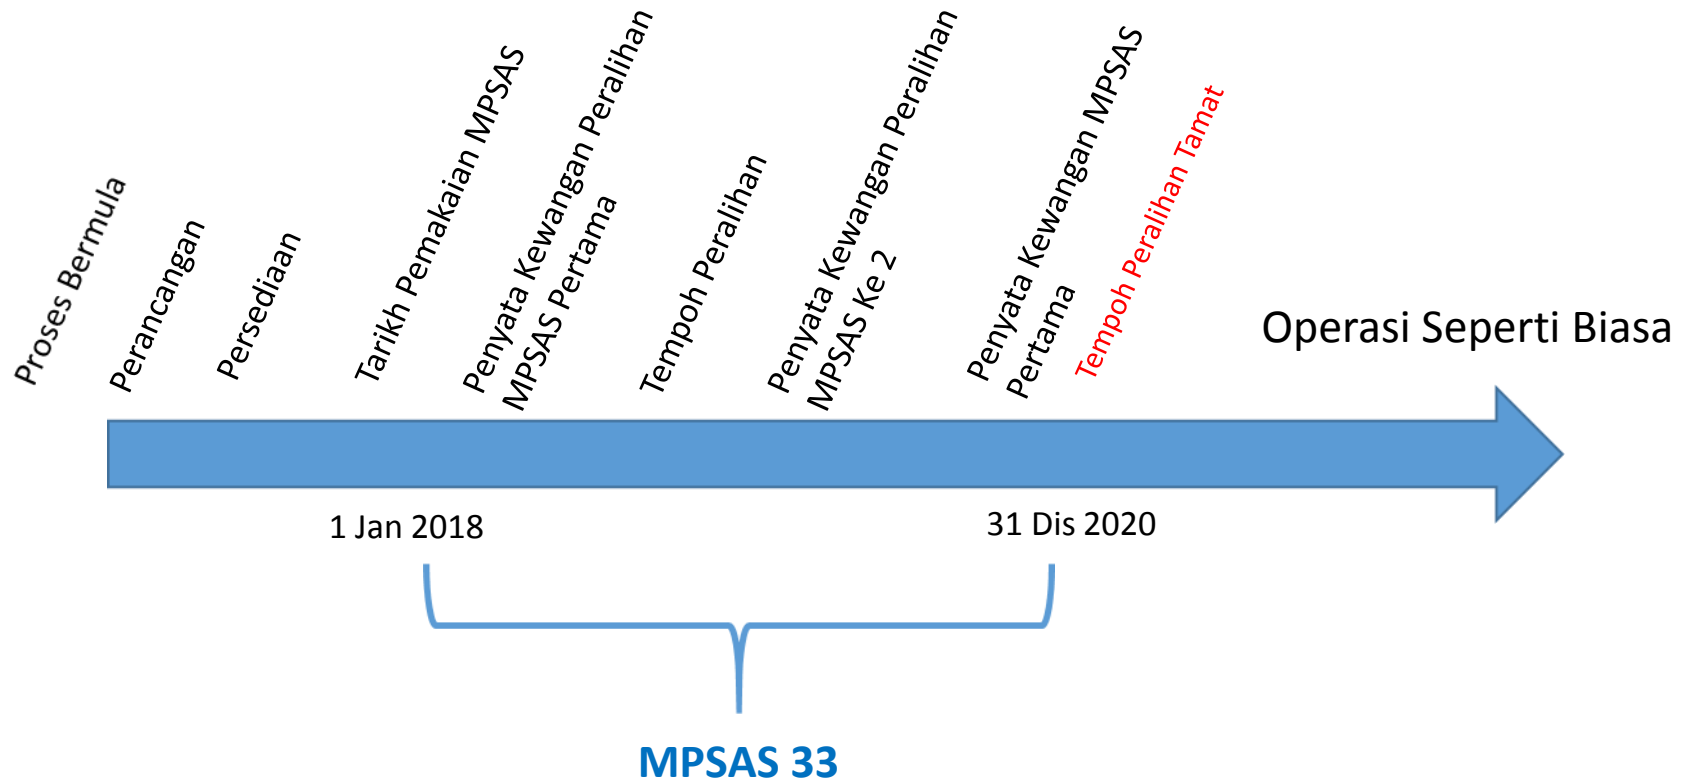 Proses Bermula
Perancangan
Persediaan
Tarikh Pemakaian MPSAS
Penyata Kewangan Peralihan
MPSAS Pertama
Tempoh Peralihan
Penyata Kewangan Peralihan
MPSAS Ke 2
Penyata Kewangan MPSAS
Pertama
Tempoh Peralihan Tamat
Operasi Seperti Biasa
1 Jan 2018
31 Dis 2020
MPSAS 33